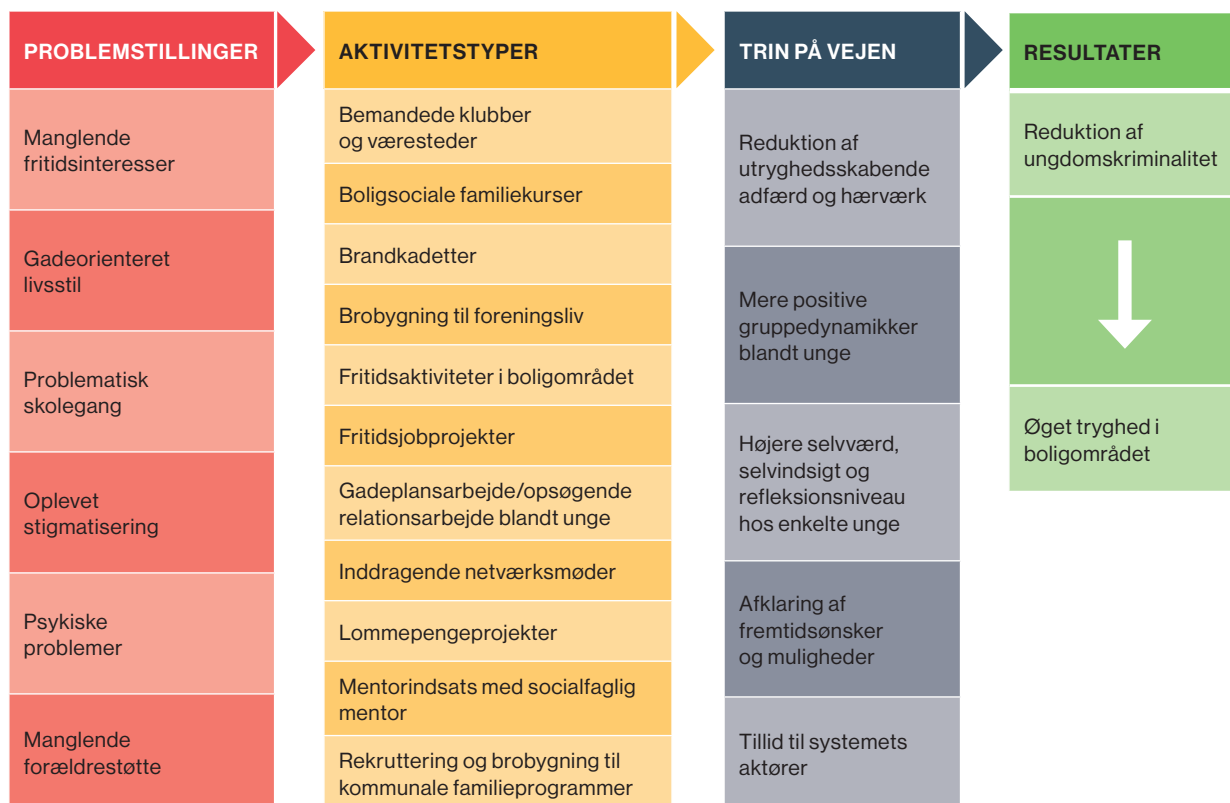 PROBLEMSTILLINGER
Manglende
fritidsinteresser
Gadeorienteret
livsstil
Problematisk
skolegang
Oplevet
stigmatisering
Psykiske
problemer
Manglende
forældrestøtte
AKTIVITETSTYPER
Bemandede klubber
og væresteder
Boligsociale familiekurser
Brandkadetter
Brobygning til foreningsliv
Fritidsaktiviteter i boligområdet
Fritidsjobprojekter
Gadeplansarbejde/opsøgende
relationsarbejde blandt unge
Inddragende netværksmøder
Lommepengeprojekter
Mentorindsats med socialfaglig
mentor
Rekruttering og brobygning til
kommunale familieprogrammer
TRIN PÅ VEJEN
Reduktion af
utryghedsskabende
adfærd og hærværk
Mere positive
gruppedynamikker
blandt unge
Højere selvværd,
selvindsigt og
refleksionsniveau
hos enkelte unge
Afklaring af
fremtidsønsker
og muligheder
Tillid til systemets
aktører
RESULTATER
Reduktion af
ungdomskriminalitet
Øget tryghed i
boligområdet